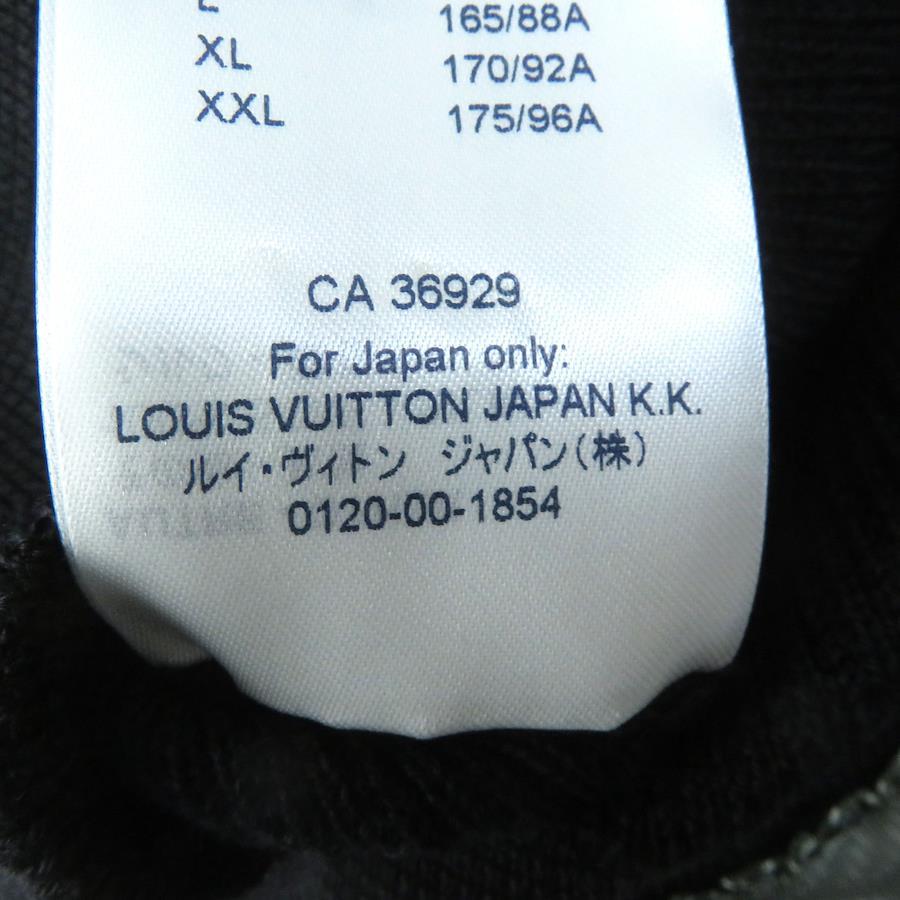 L 165/88A
XL 170/92A
XXL 175/96A
CA 36929
For Japan only:
LOUIS VUITTON JAPAN K.K.
ルイ・ヴィトン ジャパン(株)
0120-00-1854